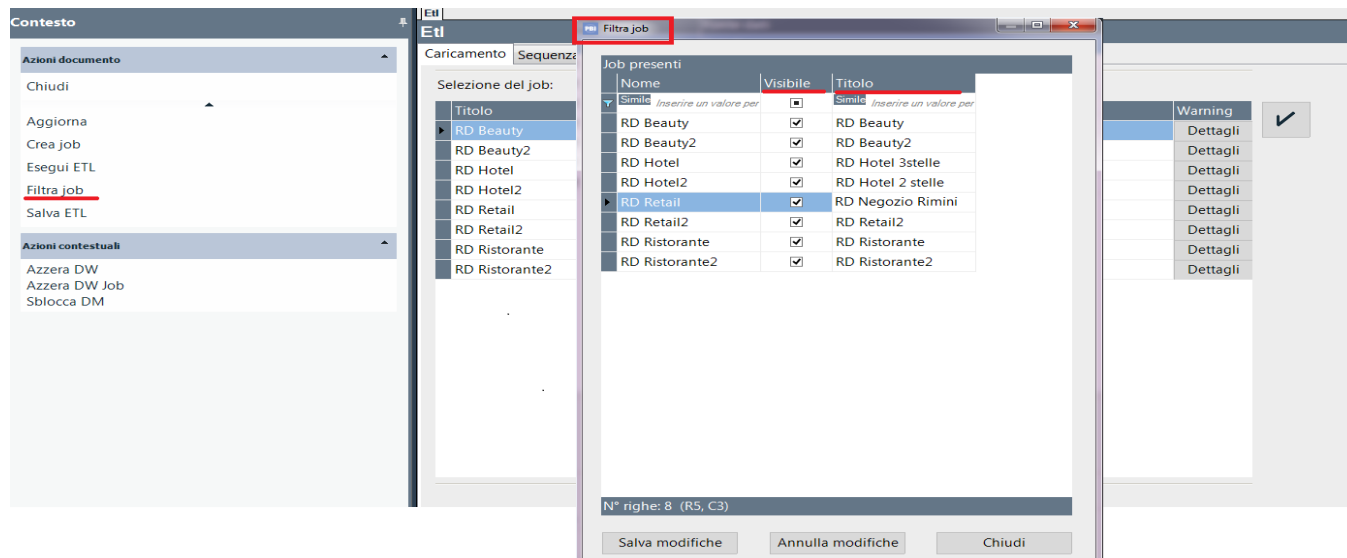 Contesto
Azioni documento
Chiudi
Aggiorna
Crea job
Esegui ETL
Filtra job
Salva ETL
Azioni contestuali
Azzera DW
Azzera DW Job
Sblocca DM
Etl
Etl
Caricamento Sequenza
Selezione del job:
Titolo Warning
RD Beauty Dettagli
RD Beauty2 Dettagli
RD Hotel Dettagli
RD Hotel2 Dettagli
RD Retail Dettagli
RD Retail2 Dettagli
RD Ristorante Dettagli
RD Ristorante2 Dettagli
PBI Filtra job
Job presenti
Nome Visibile Titolo
Simile Inserire un valore per Simile Inserire un valore per
RD Beauty RD Beauty
RD Beauty2 RD Beauty2
RD Hotel RD Hotel 3stelle
RD Hotel2 RD Hotel 2 stelle
RD Retail RD Negozio Rimini
RD Retail2 RD Retail2
RD Ristorante RD Ristorante
RD Ristorante2 RD Ristorante2
N° righe: 8 (R5, C3)
Salva modifiche Annulla modifiche Chiudi